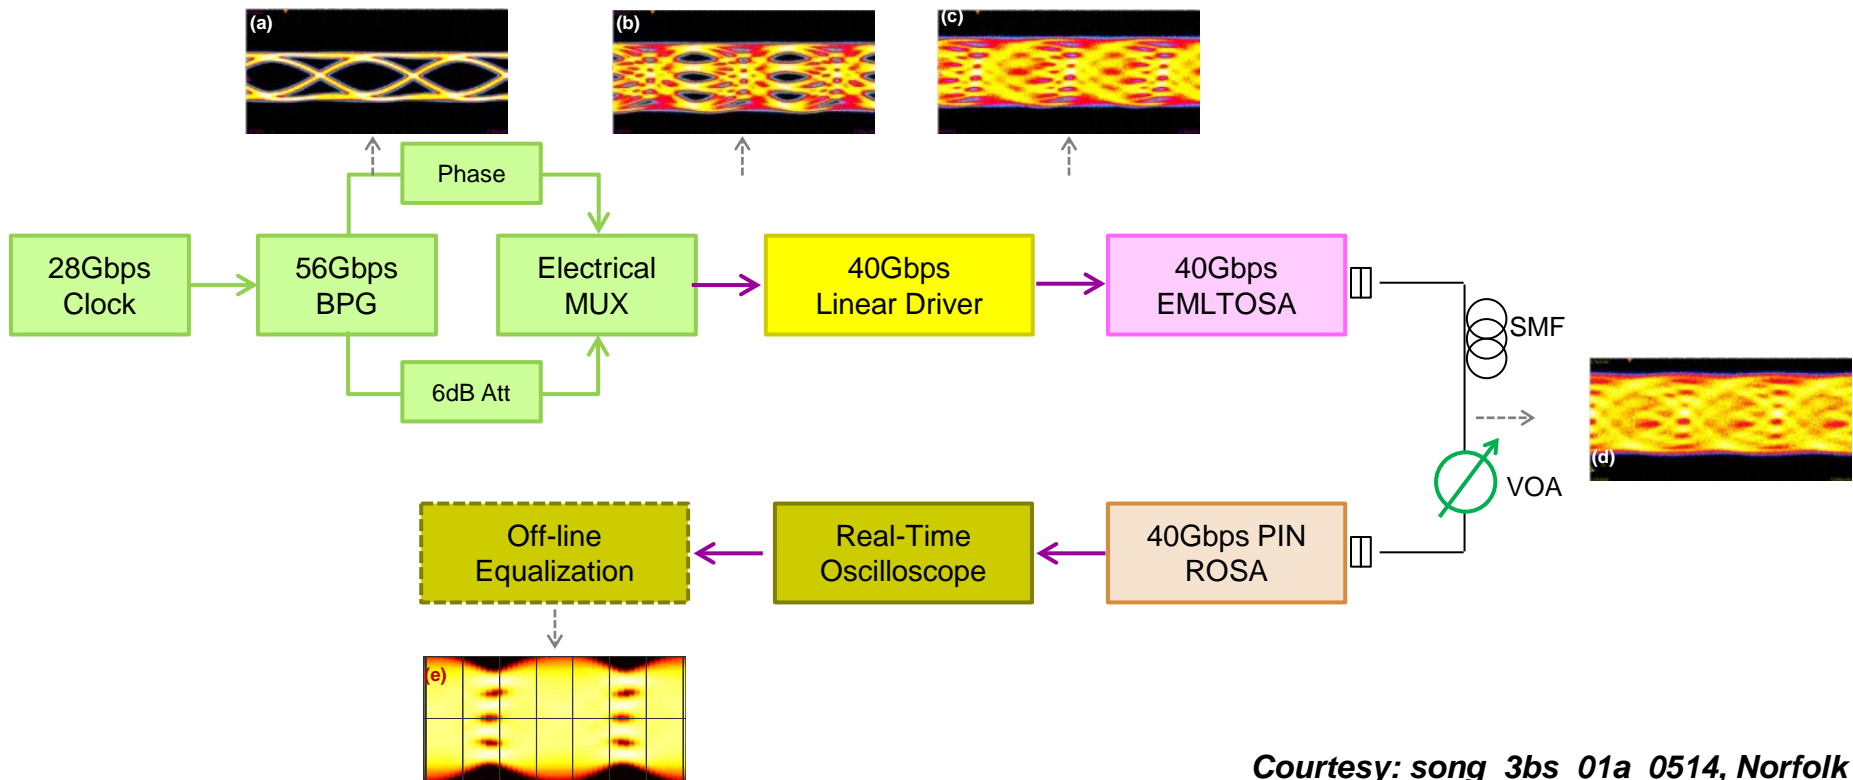 (a)
(b)
(c)
Phase
28Gbps
Clock
56Gbps
BPG
Electrical
MUX
40Gbps
Linear Driver
40Gbps
EMLTOSA
6dB Att
SMF
(d)
VOA
Off-line
Equalization
Real-Time
Oscilloscope
40Gbps PIN
ROSA
(e)
Courtesy: song_3bs_01a_0514, Norfolk